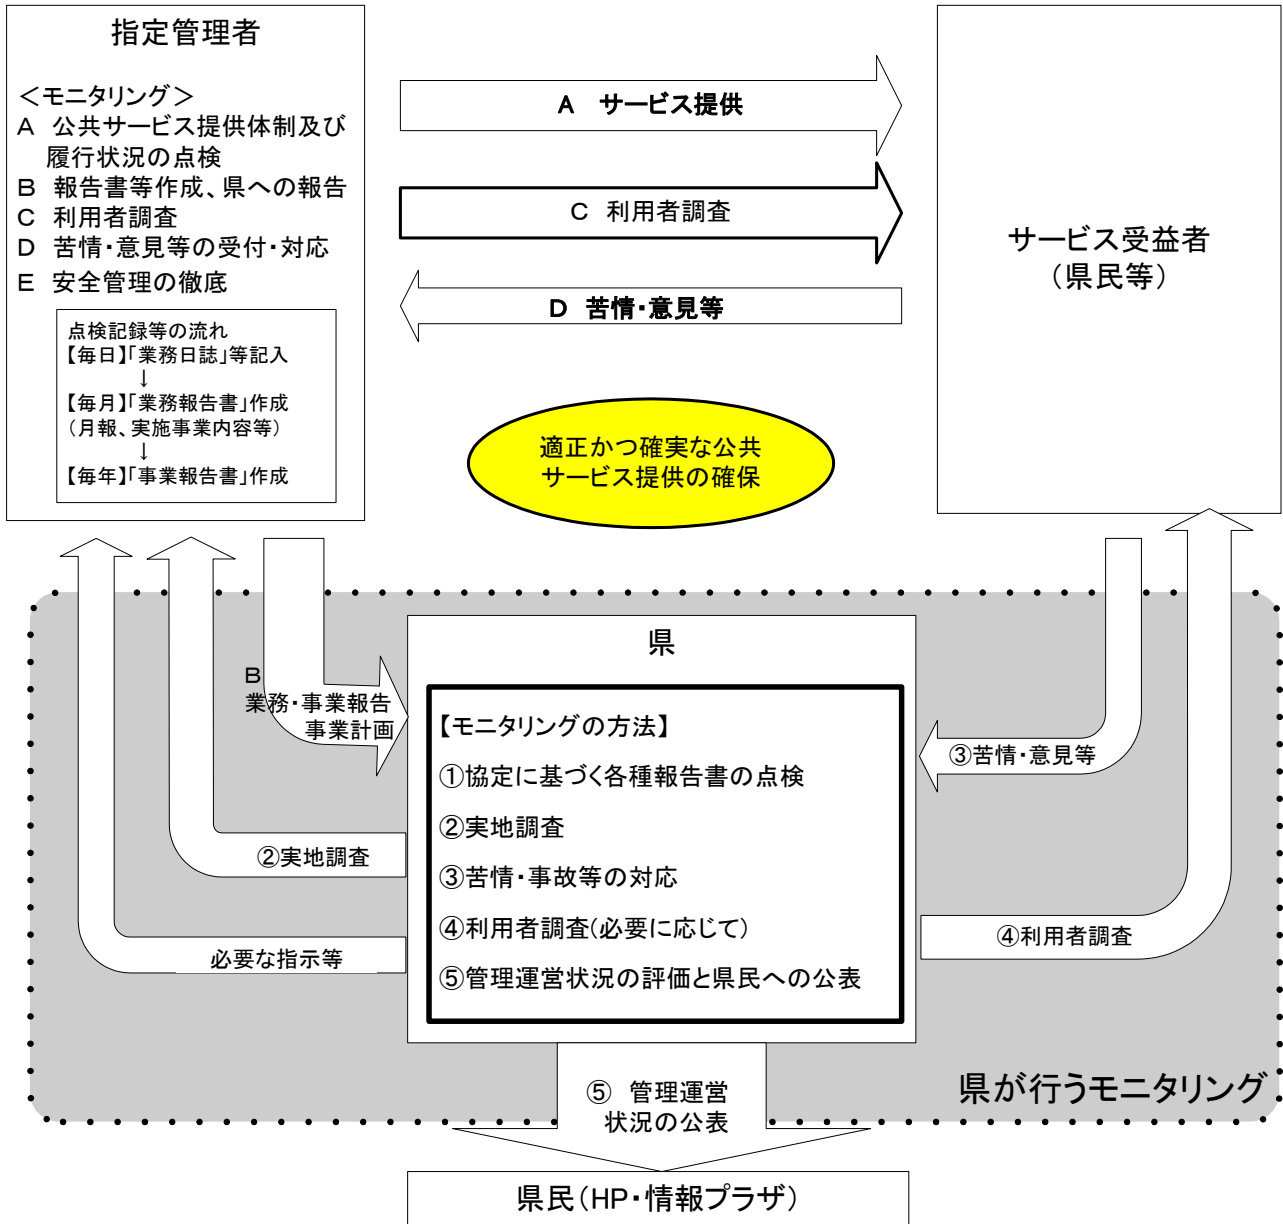 指定管理者
＜モニタリング＞
A 公共サービス提供体制及び
履行状況の点検
B 報告書等作成、県への報告
C 利用者調査
D 苦情・意見等の受付・対応
E 安全管理の徹底
点検記録等の流れ
【毎日】「業務日誌」等記入
↓
【毎月】「業務報告書」作成
（月報、実施事業内容等）
↓
【毎年】「事業報告書」作成
A サービス提供
C 利用者調査
D 苦情・意見等
サービス受益者
（県民等）
適正かつ確実な公共
サービス提供の確保
県
B
業務・事業報告
事業計画
【モニタリングの方法】
①協定に基づく各種報告書の点検
②実地調査
③苦情・事故等の対応
④利用者調査（必要に応じて）
⑤管理運営状況の評価と県民への公表
②実地調査
必要な指示等
③苦情・意見等
④利用者調査
県が行うモニタリング
⑤ 管理運営
状況の公表
県民（HP・情報プラザ）